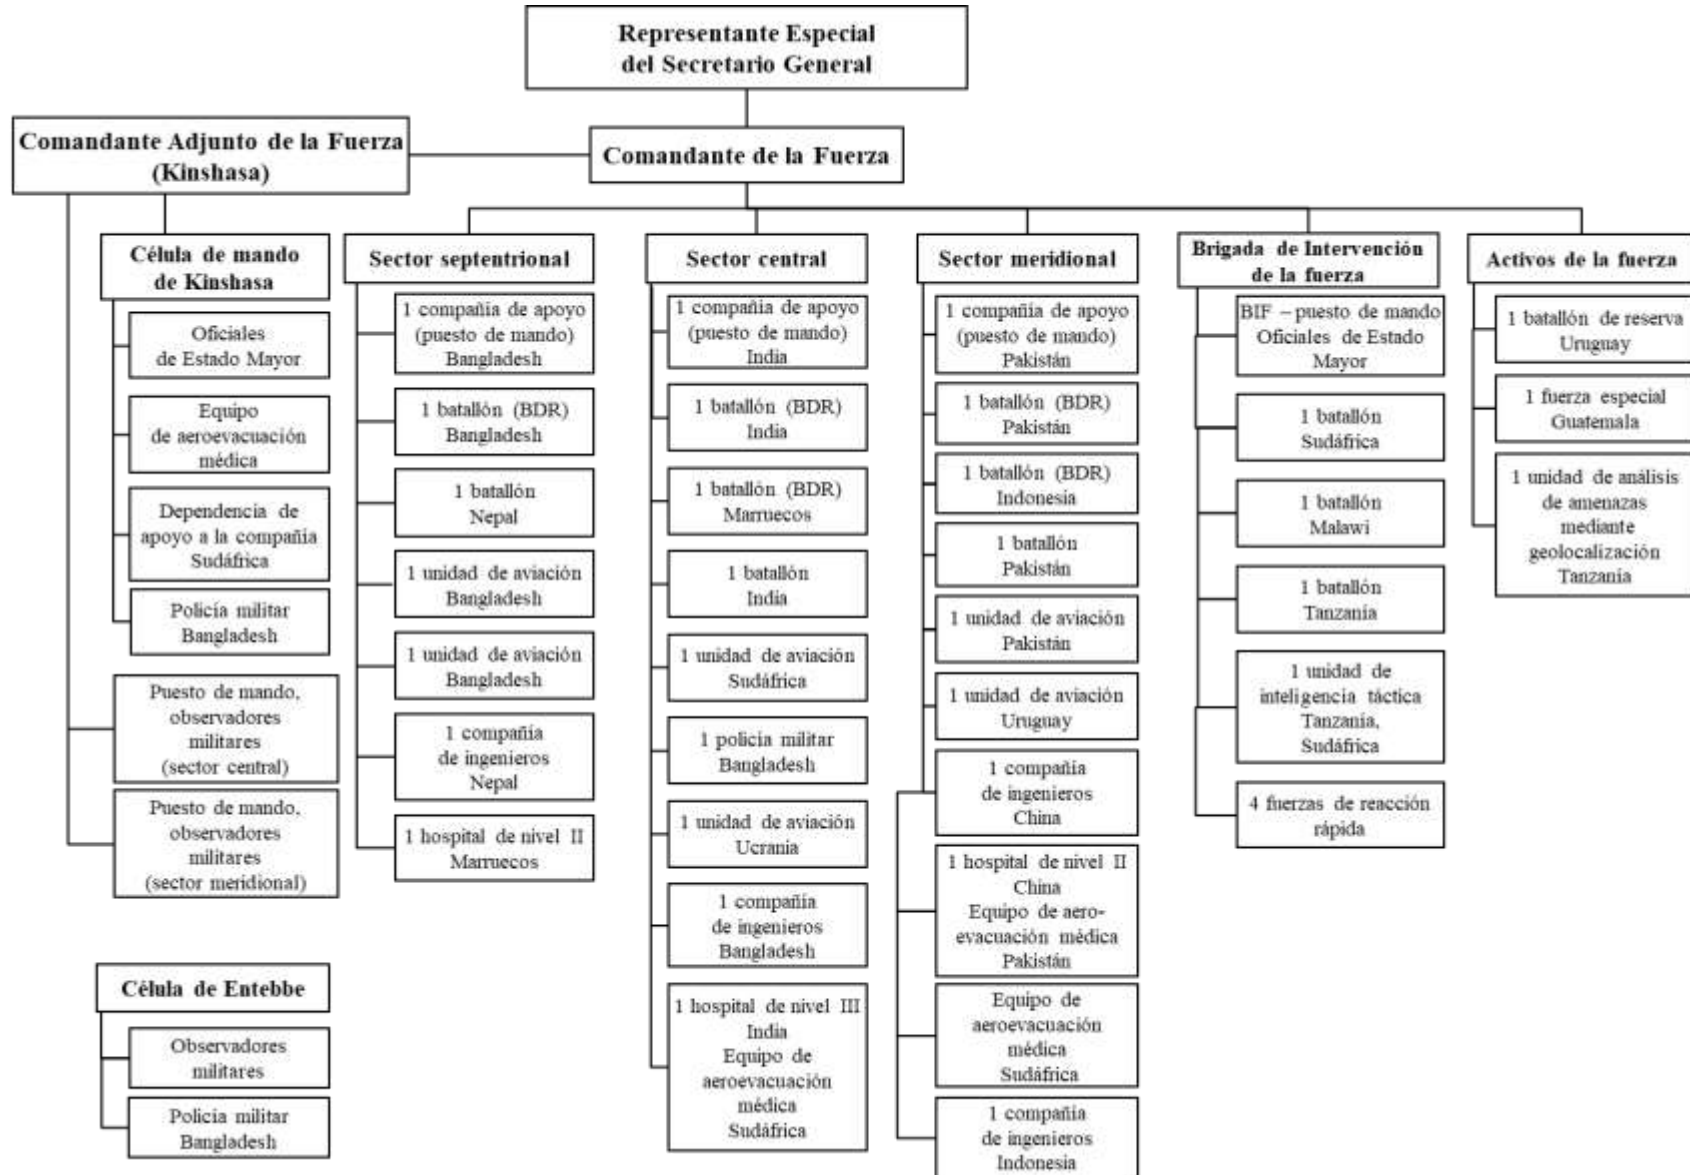 Representante Especial
del Secretario General
Comandante Adjunto de la Fuerza
(Kinshasa)
Comandante de la Fuerza
Célula de mando
de Kinshasa
Oficiales
de Estado Mayor
Equipo
de aeroevacuación
médica
Dependencia de
apoyo a la compañía
Sudáfrica
Policía militar
Bangladesh
Puesto de mando,
observadores
militares
(sector central)
Puesto de mando,
observadores
militares
(sector meridional)
Célula de Entebbe
Observadores
militares
Policía militar
Bangladesh
Sector septentrional
1 compañía de apoyo
(puesto de mando)
Bangladesh
1 batallón (BDR)
Bangladesh
1 batallón
Nepal
1 unidad de aviación
Bangladesh
1 unidad de aviación
Bangladesh
1 compañía
de ingenieros
Nepal
1 hospital de nivel II
Marruecos
Sector central
1 compañía de apoyo
(puesto de mando)
India
1 batallón (BDR)
India
1 batallón (BDR)
Marruecos
1 batallón
India
1 unidad de aviación
Sudáfrica
1 policía militar
Bangladesh
1 unidad de aviación
Ucrania
1 compañía
de ingenieros
Bangladesh
1 hospital de nivel III
India
Equipo de
aeroevacuación
médica
Sudáfrica
Sector meridional
1 compañía de apoyo
(puesto de mando)
Pakistán
1 batallón (BDR)
Pakistán
1 batallón (BDR)
Indonesia
1 batallón
Pakistán
1 unidad de aviación
Pakistán
1 unidad de aviación
Uruguay
1 compañía
de ingenieros
China
1 hospital de nivel II
China
Equipo de aero-
evacuación médica
Pakistán
Equipo de
aeroevacuación
médica
Sudáfrica
1 compañía
de ingenieros
Indonesia
Brigada de Intervención
de la fuerza
BIF – puesto de mando
Oficiales de Estado
Mayor
1 batallón
Sudáfrica
1 batallón
Malawi
1 batallón
Tanzanía
1 unidad de
inteligencia táctica
Tanzanía,
Sudáfrica
4 fuerzas de reacción
rápida
Activos de la fuerza
1 batallón de reserva
Uruguay
1 fuerza especial
Guatemala
1 unidad de análisis
de amenazas
mediante
geolocalización
Tanzanía